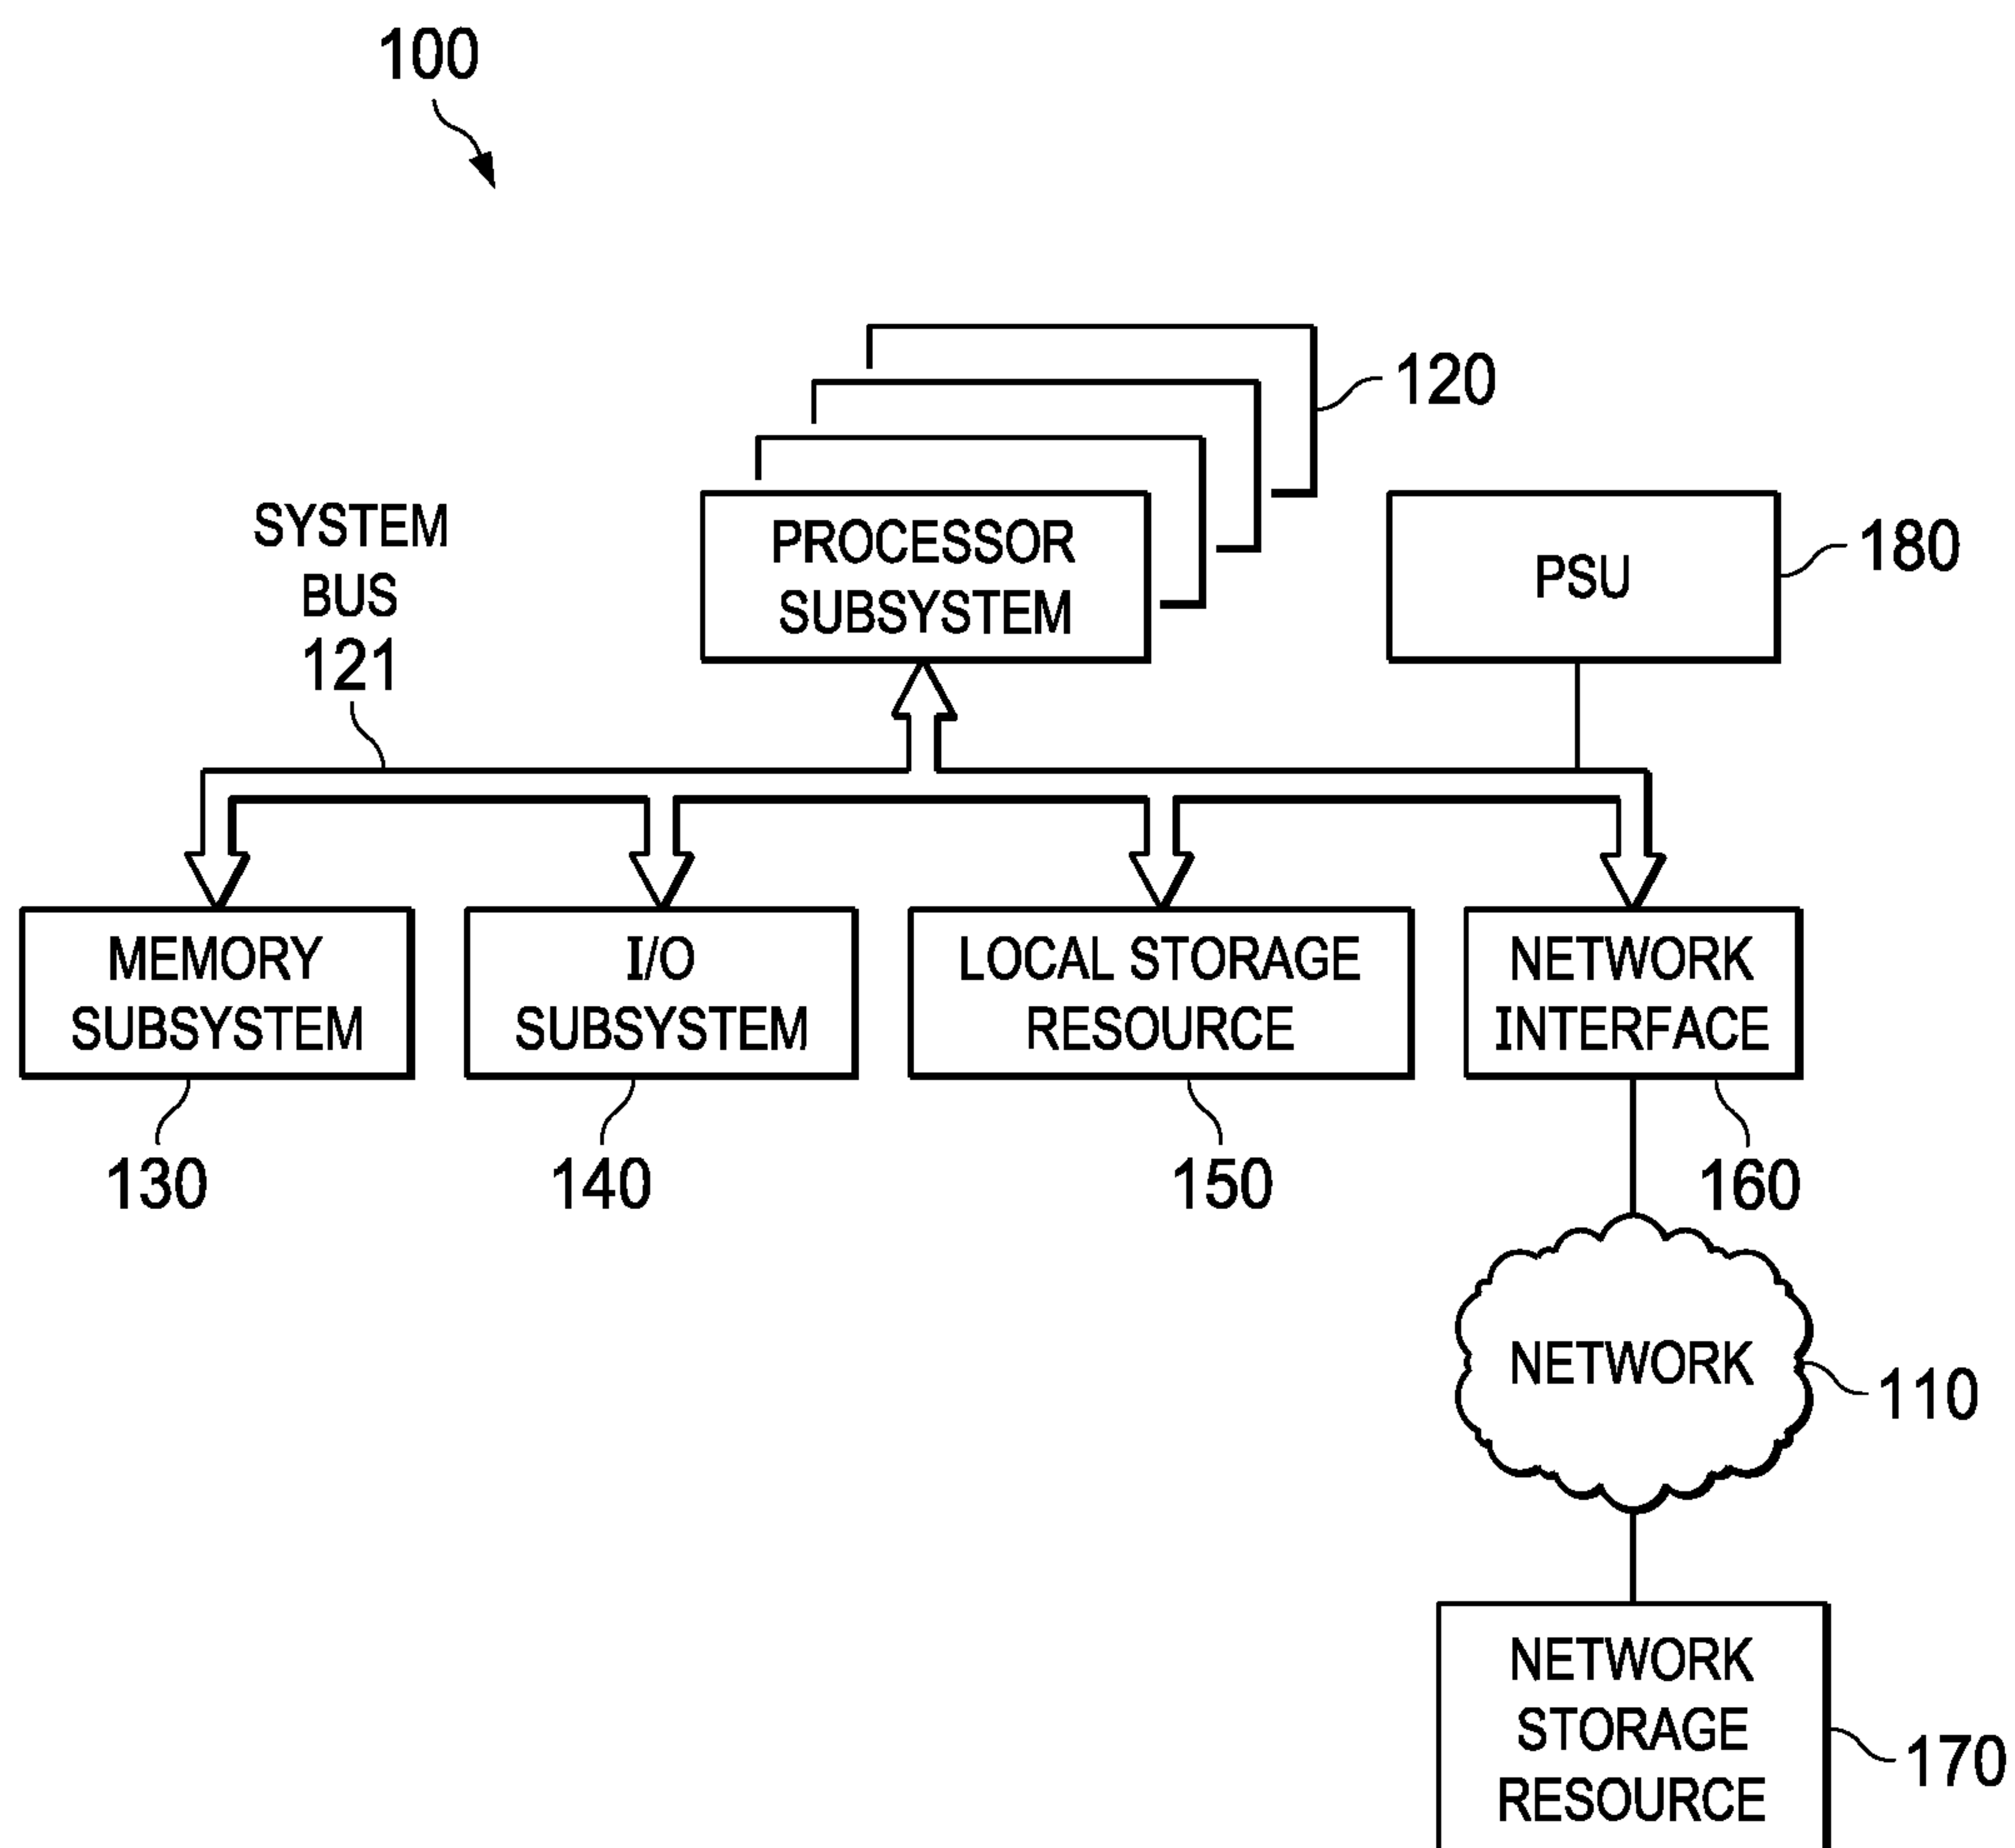 100
120
SYSTEM
BUS
121
PROCESSOR
SUBSYSTEM
PSU
180
MEMORY
SUBSYSTEM
I/O
SUBSYSTEM
LOCAL STORAGE
RESOURCE
NETWORK
INTERFACE
130
140
150
160
NETWORK
110
NETWORK
STORAGE
RESOURCE
170